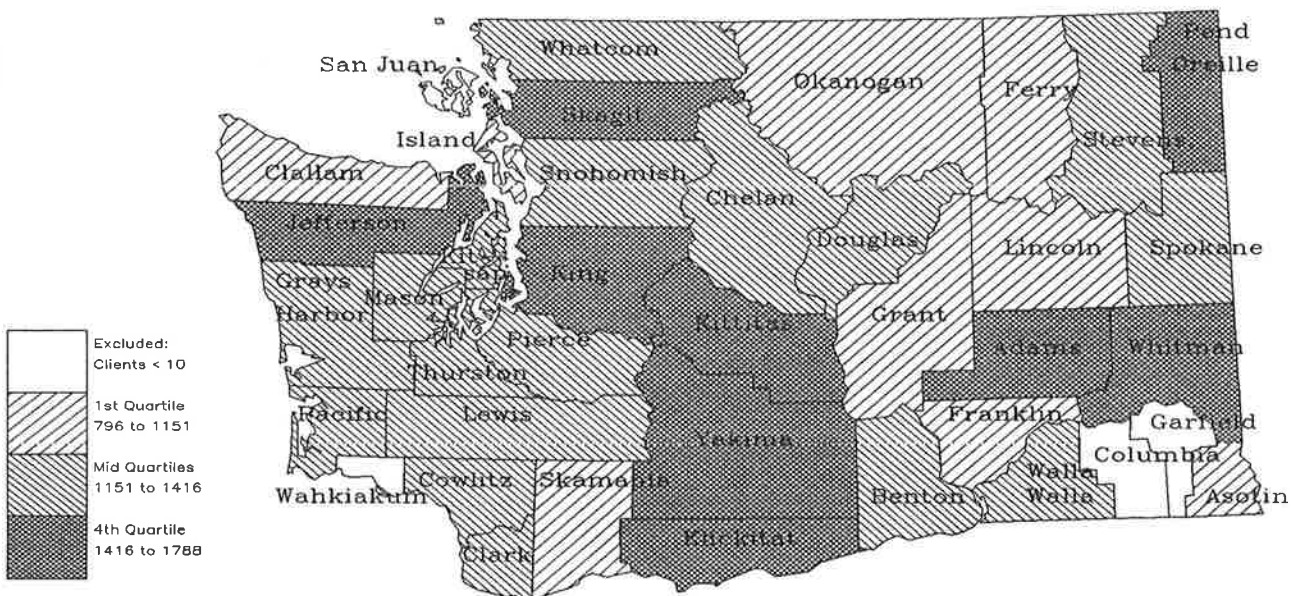 Whatcom
San Juan
Pend
Oreille
Okanogan
Ferry
Skagit
Island
Stevens
Clallam
Snohomish
Chelan
Jefferson
Douglas
Lincoln
Spokane
Kit-
sap
King
Grays
Harbor
Mason
Grant
Kittitas
Pierce
Adams
Whitman
Thurston
Pacific
Lewis
Franklin
Garfield
Yakima
Columbia
Walla
Walla
Wahkiakum
Cowlitz
Skamania
Benton
Asotin
Klickitat
Clark
Excluded:
Clients < 10
1st Quartile
796 to 1151
Mid Quartiles
1151 to 1416
4th Quartile
1416 to 1788